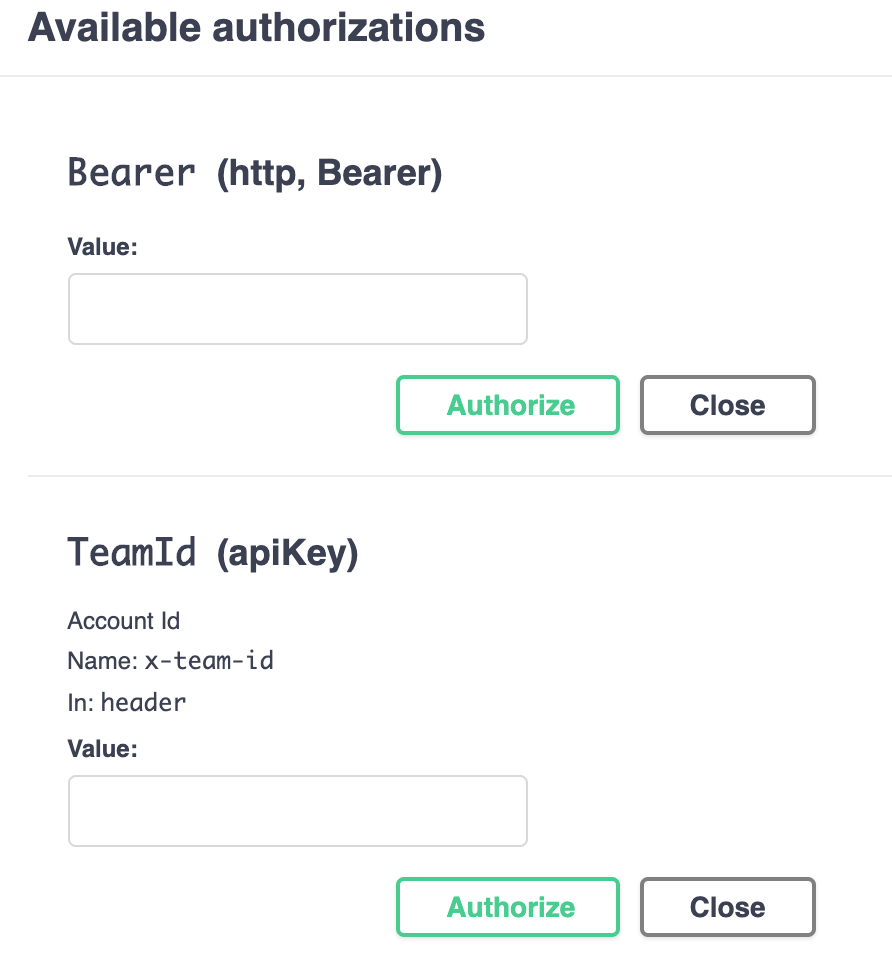 Available authorizations
Bearer (http, Bearer)
Value:
Authorize
Close
TeamId (apiKey)
Account Id
Name: x-team-id
In: header
Value:
Authorize
Close